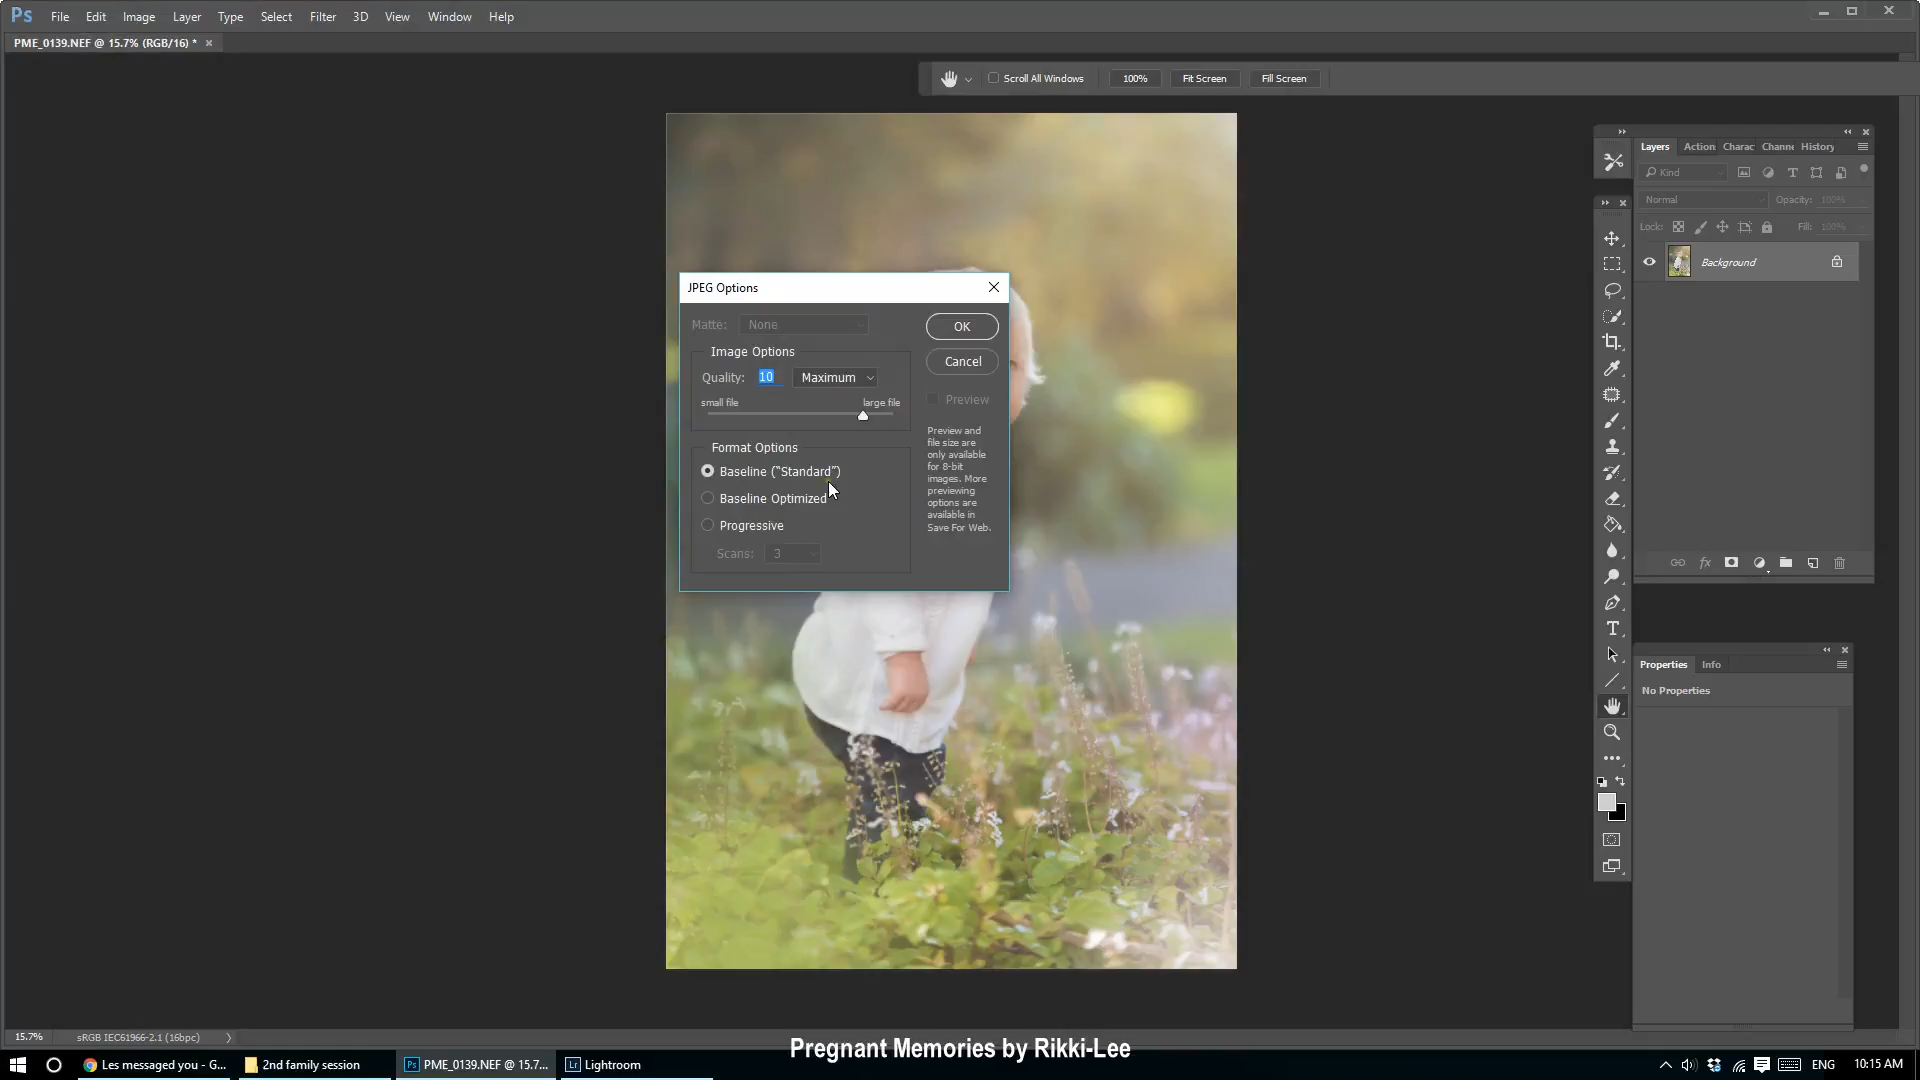 Ps File Edit Image Layer Type Select Filter 3D View Window Help
PME_0139.NEF @ 15.7% (RGB/16) *
Scroll All Windows 100% Fit Screen Fill Screen
Layers Action Charac Channe History
Kind
Normal Opacity: 100%
Lock: Fill: 100%
Background
JPEG Options
Matte: None
OK
Image Options
Cancel
Quality: 10 Maximum
Preview
small file large file
Preview and
file size are
only available
for 8-bit
images. More
previewing
options are
available in
Save For Web.
Format Options
Baseline (“Standard”)
Baseline Optimized
Progressive
Scans: 3
fx
Properties Info
No Properties
15.7% sRGB IEC61966-2.1 (16bpc)
Pregnant Memories by Rikki-Lee
Les messaged you - G... 2nd family session Ps PME_0139.NEF @ 15.7... Lr Lightroom ENG 10:15 AM